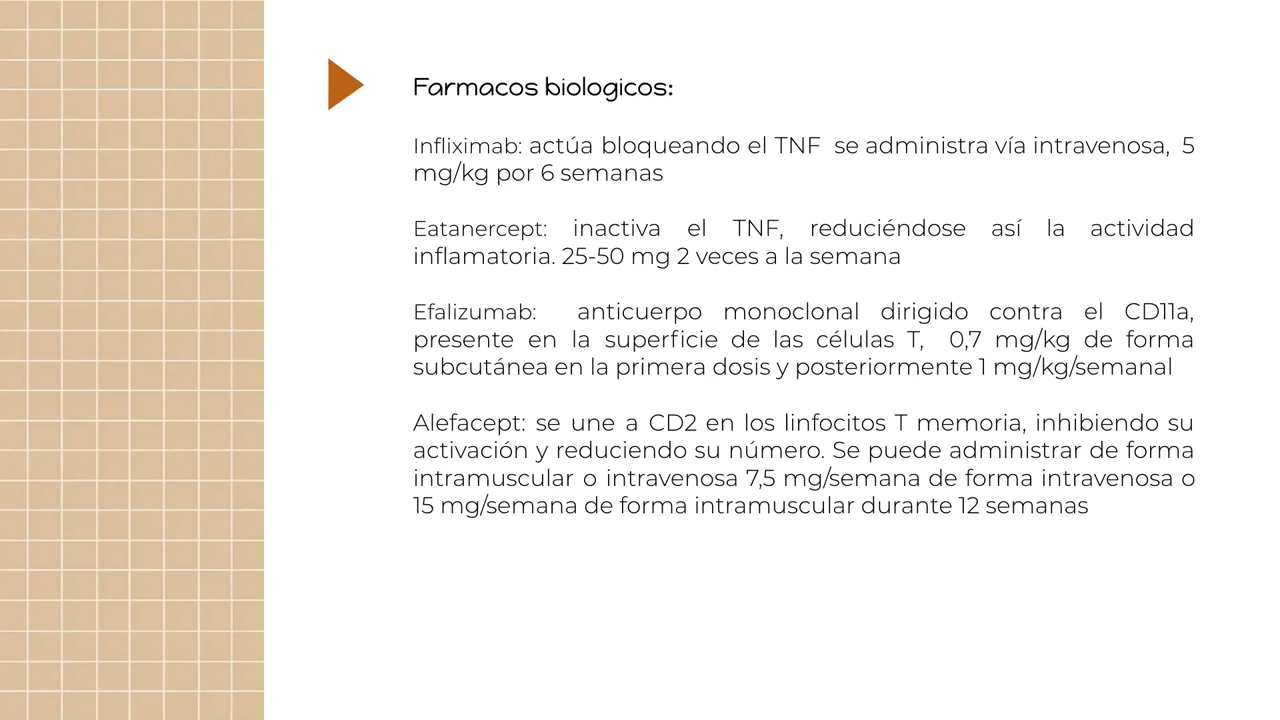 Farmacos biologicos:
Infliximab: actúa bloqueando el TNF se administra vía intravenosa, 5
mg/kg por 6 semanas
Eatanercept: inactiva el TNF, reduciéndose así la actividad
inflamatoria. 25-50 mg 2 veces a la semana
Efalizumab: anticuerpo monoclonal dirigido contra el CD11a,
presente en la superficie de las células T, 0,7 mg/kg de forma
subcutánea en la primera dosis y posteriormente 1 mg/kg/semanal
Alefacept: se une a CD2 en los linfocitos T memoria, inhibiendo su
activación y reduciendo su número. Se puede administrar de forma
intramuscular o intravenosa 7,5 mg/semana de forma intravenosa o
15 mg/semana de forma intramuscular durante 12 semanas